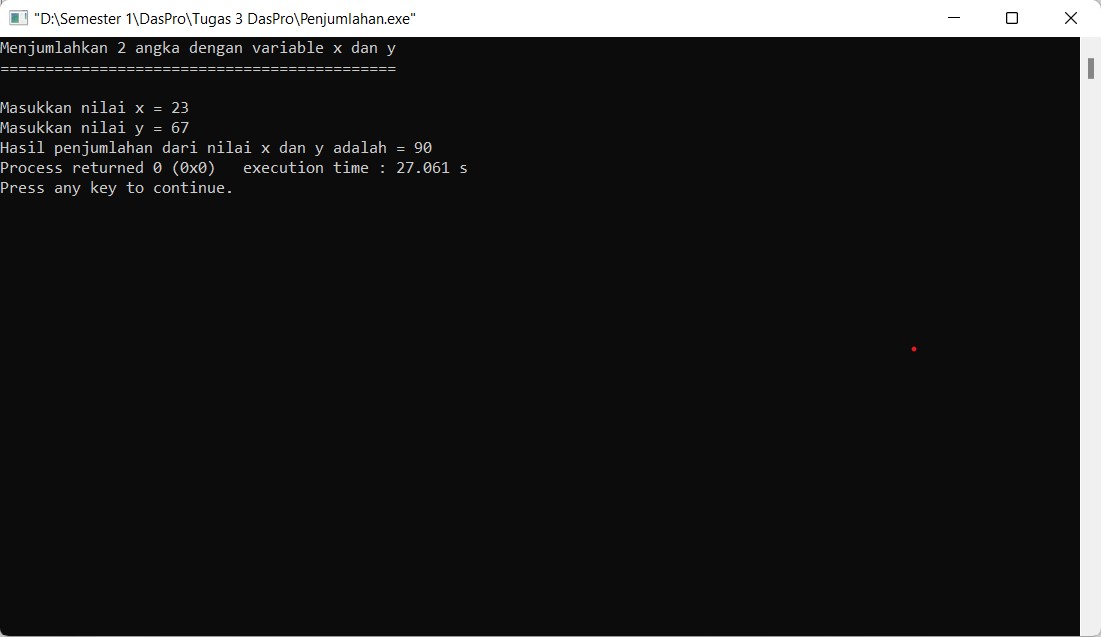 "D:\Semester 1\DasPro\Tugas 3 DasPro\Penjumlahan.exe"
Menjumlahkan 2 angka dengan variable x dan y
============================================
Masukkan nilai x = 23
Masukkan nilai y = 67
Hasil penjumlahan dari nilai x dan y adalah = 90
Process returned 0 (0x0)   execution time : 27.061 s
Press any key to continue.